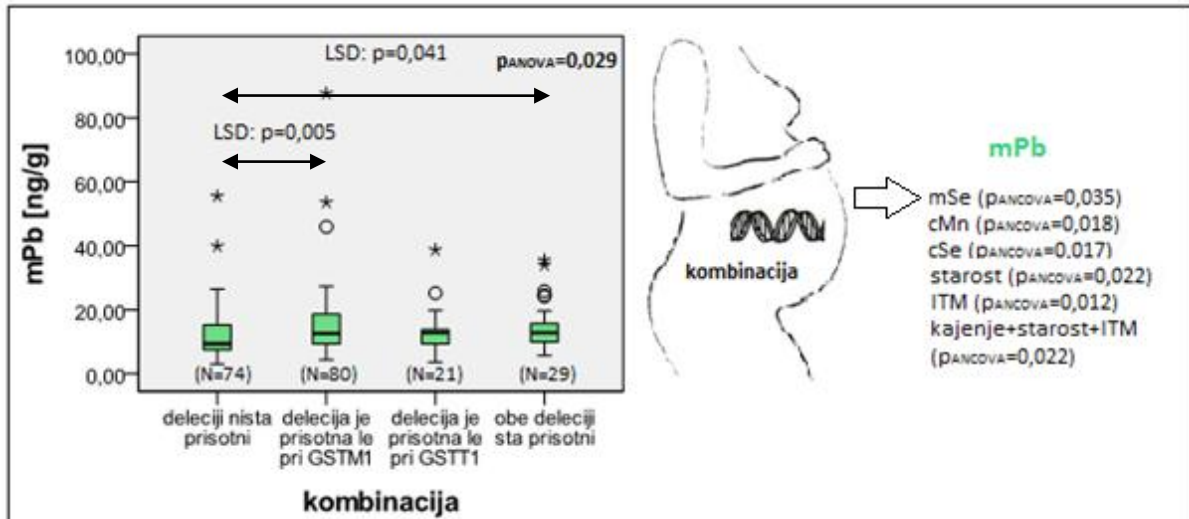 LSD: p=0,041
pANOVA=0,029
LSD: p=0,005
mPb [ng/g]
100,00
80,00
60,00
40,00
20,00
0,00
(N=74) (N=80) (N=21) (N=29)
deleciji nista prisotni
delecija je prisotna le pri GSTM1
delecija je prisotna le pri GSTT1
obe deleciji sta prisotni
kombinacija
kombinacija
mPb
mSe (pANCOVA=0,035)
cMn (pANCOVA=0,018)
cSe (pANCOVA=0,017)
starost (pANCOVA=0,022)
ITM (pANCOVA=0,012)
kajenje+starost+ITM
(pANCOVA=0,022)